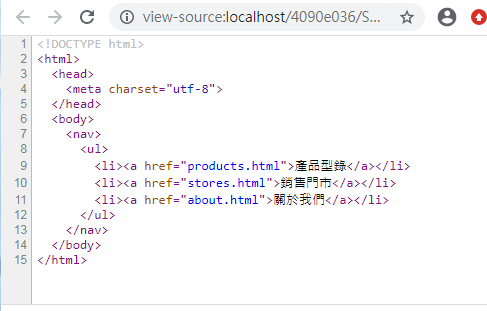 view-source:localhost/4090e036/S...
1 <!DOCTYPE html>
2 <html>
3   <head>
4     <meta charset="utf-8">
5   </head>
6   <body>
7     <nav>
8       <ul>
9         <li><a href="products.html">產品型錄</a></li>
10         <li><a href="stores.html">銷售門市</a></li>
11         <li><a href="about.html">關於我們</a></li>
12       </ul>
13     </nav>
14   </body>
15 </html>